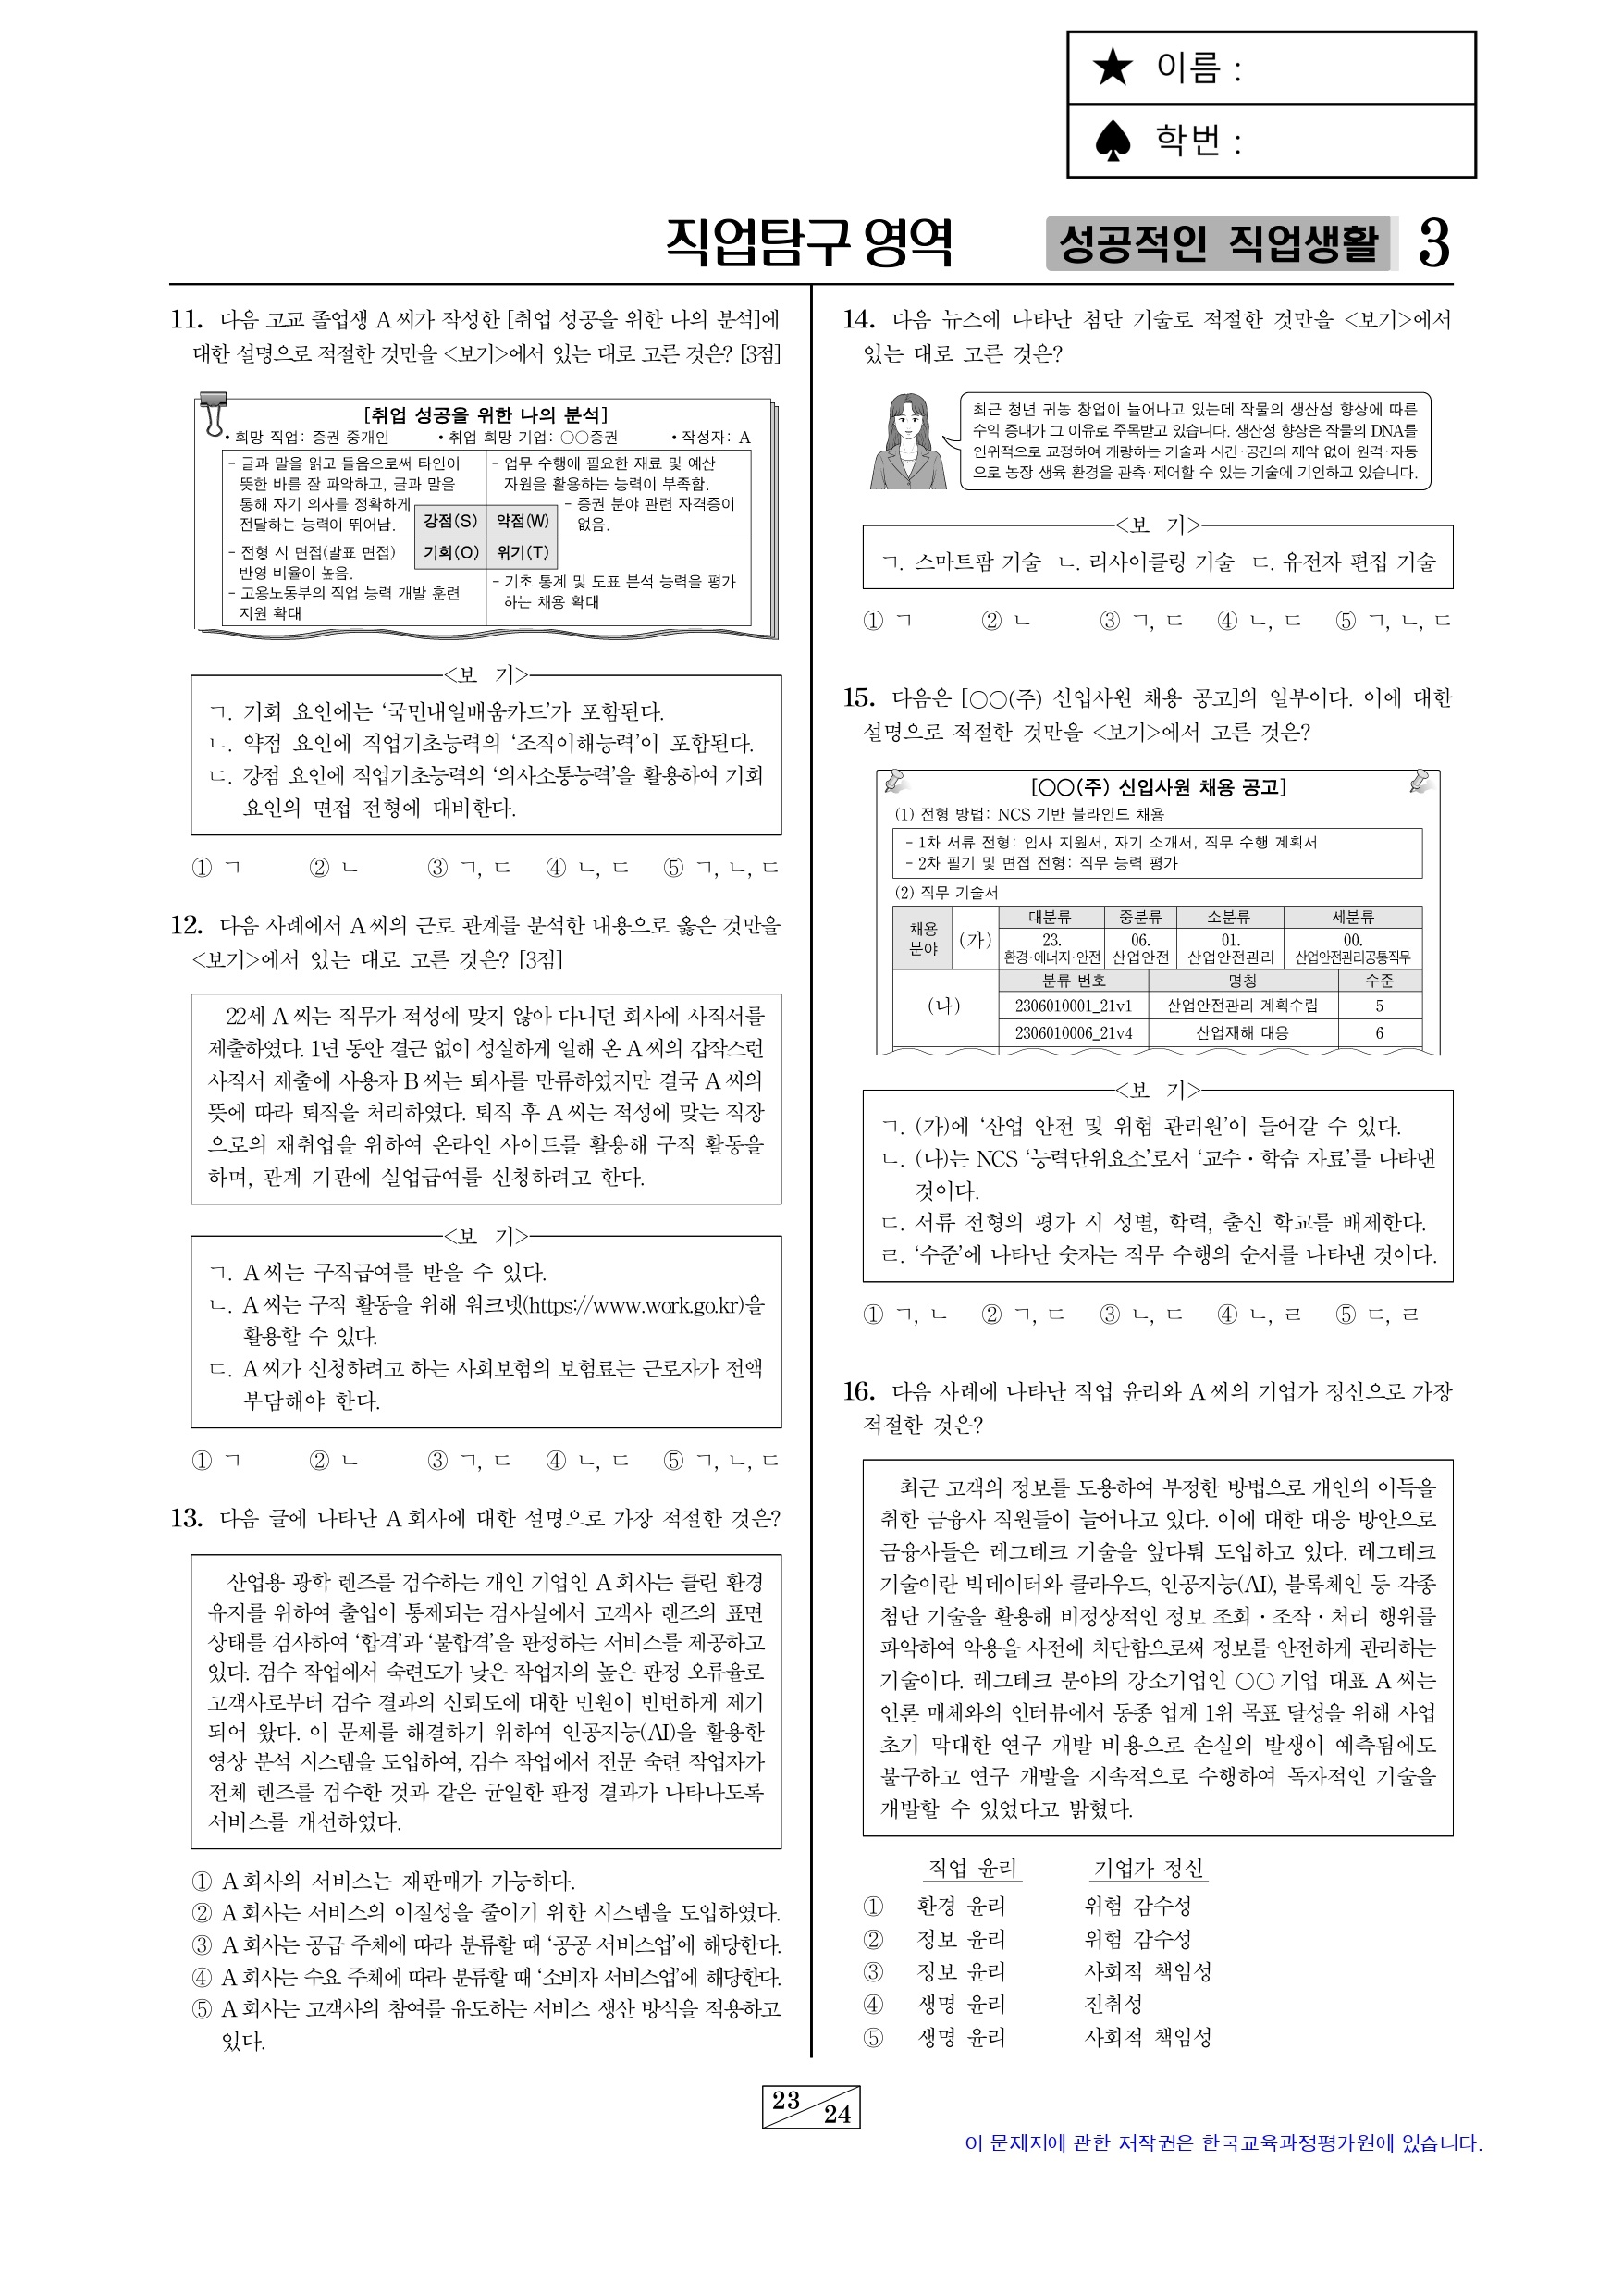 ★ 이름 :
♠ 학번 :
직업탐구 영역
성공적인 직업생활
3
11. 다음 고교 졸업생 A 씨가 작성한 [취업 성공을 위한 나의 분석]에
대한 설명으로 적절한 것만을 <보기>에서 있는 대로 고른 것은? [3점]
[취업 성공을 위한 나의 분석]
• 희망 직업: 증권 중개인 • 취업 희망 기업: ○○증권 • 작성자: A
- 글과 말을 읽고 들음으로써 타인이
뜻한 바를 잘 파악하고, 글과 말을
통해 자기 의사를 정확하게
전달하는 능력이 뛰어남.
강점(S)
- 업무 수행에 필요한 재료 및 예산
자원을 활용하는 능력이 부족함.
- 증권 분야 관련 자격증이
없음.
약점(W)
기회(O)
- 전형 시 면접(발표 면접)
반영 비율이 높음.
- 고용노동부의 직업 능력 개발 훈련
지원 확대
위기(T)
- 기초 통계 및 도표 분석 능력을 평가
하는 채용 확대
<보 기>
ㄱ. 기회 요인에는 ‘국민내일배움카드’가 포함된다.
ㄴ. 약점 요인에 직업기초능력의 ‘조직이해능력’이 포함된다.
ㄷ. 강점 요인에 직업기초능력의 ‘의사소통능력’을 활용하여 기회
요인의 면접 전형에 대비한다.
① ㄱ ② ㄴ ③ ㄱ, ㄷ ④ ㄴ, ㄷ ⑤ ㄱ, ㄴ, ㄷ
12. 다음 사례에서 A 씨의 근로 관계를 분석한 내용으로 옳은 것만을
<보기>에서 있는 대로 고른 것은? [3점]
22세 A 씨는 직무가 적성에 맞지 않아 다니던 회사에 사직서를
제출하였다. 1년 동안 결근 없이 성실하게 일해 온 A 씨의 갑작스런
사직서 제출에 사용자 B 씨는 퇴사를 만류하였지만 결국 A 씨의
뜻에 따라 퇴직을 처리하였다. 퇴직 후 A 씨는 적성에 맞는 직장
으로의 재취업을 위하여 온라인 사이트를 활용해 구직 활동을
하며, 관계 기관에 실업급여를 신청하려고 한다.
<보 기>
ㄱ. A 씨는 구직급여를 받을 수 있다.
ㄴ. A 씨는 구직 활동을 위해 워크넷(https://www.work.go.kr)을
활용할 수 있다.
ㄷ. A 씨가 신청하려고 하는 사회보험의 보험료는 근로자가 전액
부담해야 한다.
① ㄱ ② ㄴ ③ ㄱ, ㄷ ④ ㄴ, ㄷ ⑤ ㄱ, ㄴ, ㄷ
13. 다음 글에 나타난 A 회사에 대한 설명으로 가장 적절한 것은?
산업용 광학 렌즈를 검수하는 개인 기업인 A 회사는 클린 환경
유지를 위하여 출입이 통제되는 검사실에서 고객사 렌즈의 표면
상태를 검사하여 ‘합격’과 ‘불합격’을 판정하는 서비스를 제공하고
있다. 검수 작업에서 숙련도가 낮은 작업자의 높은 판정 오류율로
고객사로부터 검수 결과의 신뢰도에 대한 민원이 빈번하게 제기
되어 왔다. 이 문제를 해결하기 위하여 인공지능(AI)을 활용한
영상 분석 시스템을 도입하여, 검수 작업에서 전문 숙련 작업자가
전체 렌즈를 검수한 것과 같은 균일한 판정 결과가 나타나도록
서비스를 개선하였다.
① A 회사의 서비스는 재판매가 가능하다.
② A 회사는 서비스의 이질성을 줄이기 위한 시스템을 도입하였다.
③ A 회사는 공급 주체에 따라 분류할 때 ‘공공 서비스업’에 해당한다.
④ A 회사는 수요 주체에 따라 분류할 때 ‘소비자 서비스업’에 해당한다.
⑤ A 회사는 고객사의 참여를 유도하는 서비스 생산 방식을 적용하고
있다.
14. 다음 뉴스에 나타난 첨단 기술로 적절한 것만을 <보기>에서
있는 대로 고른 것은?
최근 청년 귀농 창업이 늘어나고 있는데 작물의 생산성 향상에 따른
수익 증대가 그 이유로 주목받고 있습니다. 생산성 향상은 작물의 DNA를
인위적으로 교정하여 개량하는 기술과 시간·공간의 제약 없이 원격·자동
으로 농장 생육 환경을 관측·제어할 수 있는 기술에 기인하고 있습니다.
<보 기>
ㄱ. 스마트팜 기술 ㄴ. 리사이클링 기술 ㄷ. 유전자 편집 기술
① ㄱ ② ㄴ ③ ㄱ, ㄷ ④ ㄴ, ㄷ ⑤ ㄱ, ㄴ, ㄷ
15. 다음은 [○○(주) 신입사원 채용 공고]의 일부이다. 이에 대한
설명으로 적절한 것만을 <보기>에서 고른 것은?
[○○(주) 신입사원 채용 공고]
(1) 전형 방법: NCS 기반 블라인드 채용
- 1차 서류 전형: 입사 지원서, 자기 소개서, 직무 수행 계획서
- 2차 필기 및 면접 전형: 직무 능력 평가
(2) 직무 기술서
채용
분야
(가)
대분류 중분류 소분류 세분류
23. 06. 01. 00.
환경·에너지·안전 산업안전 산업안전관리 산업안전관리공통직무
(나)
분류 번호 명칭 수준
2306010001_21v1 산업안전관리 계획수립 5
2306010006_21v4 산업재해 대응 6
<보 기>
ㄱ. (가)에 ‘산업 안전 및 위험 관리원’이 들어갈 수 있다.
ㄴ. (나)는 NCS ‘능력단위요소’로서 ‘교수·학습 자료’를 나타낸
것이다.
ㄷ. 서류 전형의 평가 시 성별, 학력, 출신 학교를 배제한다.
ㄹ. ‘수준’에 나타난 숫자는 직무 수행의 순서를 나타낸 것이다.
① ㄱ, ㄴ ② ㄱ, ㄷ ③ ㄴ, ㄷ ④ ㄴ, ㄹ ⑤ ㄷ, ㄹ
16. 다음 사례에 나타난 직업 윤리와 A 씨의 기업가 정신으로 가장
적절한 것은?
최근 고객의 정보를 도용하여 부정한 방법으로 개인의 이득을
취한 금융사 직원들이 늘어나고 있다. 이에 대한 대응 방안으로
금융사들은 레그테크 기술을 앞다퉈 도입하고 있다. 레그테크
기술이란 빅데이터와 클라우드, 인공지능(AI), 블록체인 등 각종
첨단 기술을 활용해 비정상적인 정보 조회·조작·처리 행위를
파악하여 악용을 사전에 차단함으로써 정보를 안전하게 관리하는
기술이다. 레그테크 분야의 강소기업인 ○○ 기업 대표 A 씨는
언론 매체와의 인터뷰에서 동종 업계 1위 목표 달성을 위해 사업
초기 막대한 연구 개발 비용으로 손실의 발생이 예측됨에도
불구하고 연구 개발을 지속적으로 수행하여 독자적인 기술을
개발할 수 있었다고 밝혔다.
직업 윤리 기업가 정신
① 환경 윤리 위험 감수성
② 정보 윤리 위험 감수성
③ 정보 윤리 사회적 책임성
④ 생명 윤리 진취성
⑤ 생명 윤리 사회적 책임성
23
24
이 문제지에 관한 저작권은 한국교육과정평가원에 있습니다.